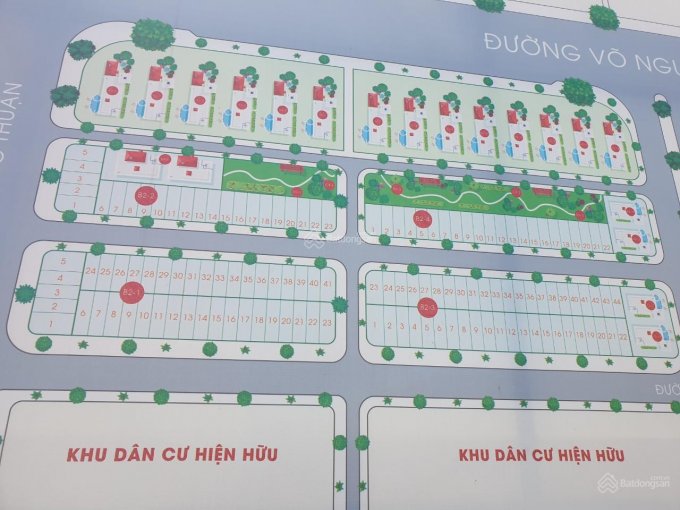 ĐƯỜNG VÕ NGU
THUẬN
5
4
3
2
1
B2-2
6 7 8 9 10 11 12 13 14 15 16 17 18 19 20 21 22 23
B2-4
1 2 3 4 5 6 7 8 9 10 11 12 13 14 15 16 17 18 19 20 21 22
5
4
3
2
1
24 25 26 27 28 29 30 31 32 33 34 35 36 37 38 39 40 41
B2-1
6 7 8 9 10 11 12 13 14 15 16 17 18 19 20 21 22 23
23 24 25 26 27 28 29 30 31 32 33 34 35 36 37 38 39 40 41 42 43 44
B2-3
1 2 3 4 5 6 7 8 9 10 11 12 13 14 15 16 17 18 19 20 21 22
ĐƯỜ
KHU DÂN CƯ HIỆN HỮU
KHU DÂN CƯ HIỆN HỮU
Batdongsan